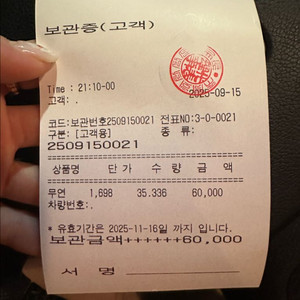 보관증(고객)
Time : 21:10-00 2025-09-15
고객: .
코드:보관번호2509150021 전표NO:3-0-0021
구분: [고객용] 종 류:
2509150021
상품명 단 가 수 량 금 액
무연 1,698 35.336 60,000
차량번호: .
* 유효기간은 2025-11-16일 까지 입니다.
보관금액++++++60,000
서 명